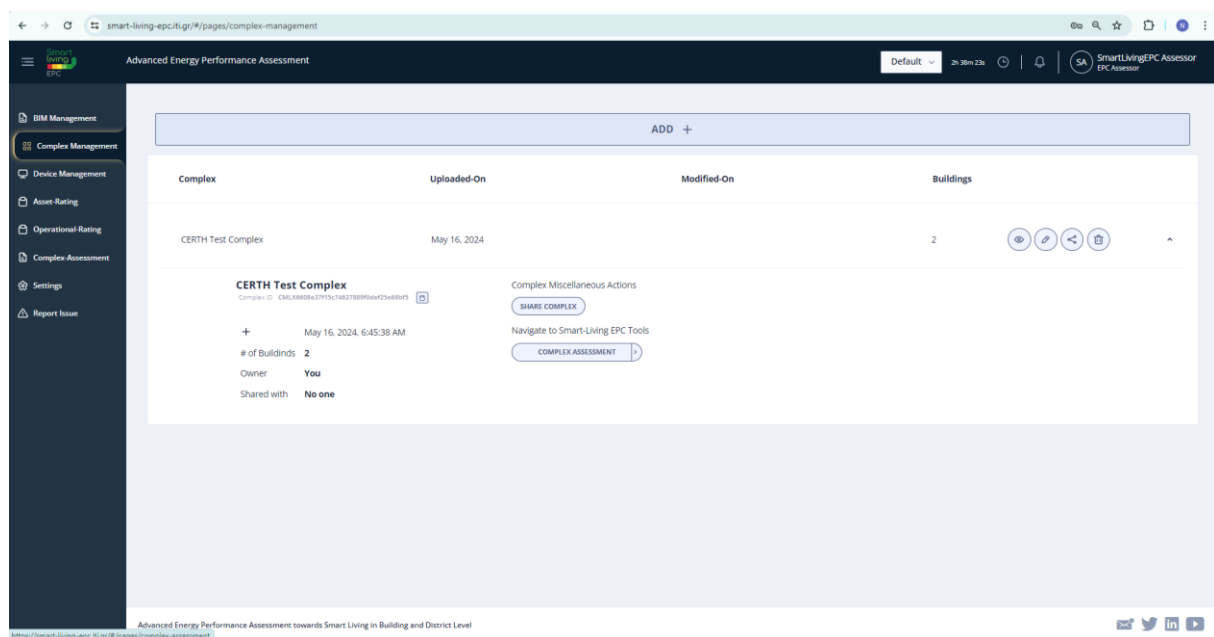 smart-living-epc.iti.gr/#/pages/complex-management
N
Smart
living
EPC
Advanced Energy Performance Assessment
Default
2h 38m 23s
SA
SmartLivingEPC Assessor
EPC Assessor
BIM Management
Complex Management
Device Management
Asset-Rating
Operational-Rating
Complex-Assessment
Settings
Report Issue
ADD +
Complex Uploaded-On Modified-On Buildings
CERTH Test Complex May 16, 2024 2
CERTH Test Complex
Complex ID
Complex Miscellaneous Actions
SHARE COMPLEX
+ May 16, 2024, 6:45:38 AM
Navigate to Smart-Living EPC Tools
# of Buildinds 2
COMPLEX ASSESSMENT
Owner You
Shared with No one
Advanced Energy Performance Assessment towards Smart Living in Building and District Level
https://smart-living-epc.iti.gr/#/pages/complex-assessment
in